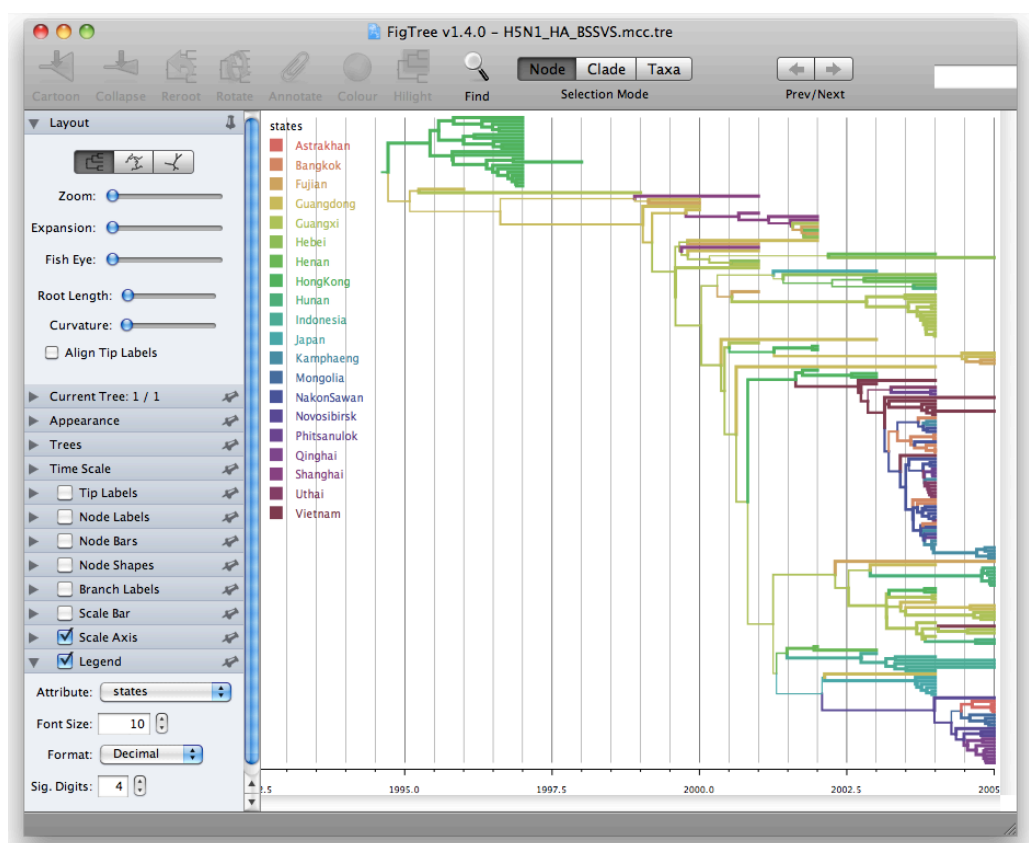 FigTree v1.4.0 – H5N1_HA_BSSVS.mcc.tre
Cartoon Collapse Reroot Rotate Annotate Colour Hilight Find
Node Clade Taxa
Selection Mode
Prev/Next
Layout
Zoom:
Expansion:
Fish Eye:
Root Length:
Curvature:
Align Tip Labels
Current Tree: 1 / 1
Appearance
Trees
Time Scale
Tip Labels
Node Labels
Node Bars
Node Shapes
Branch Labels
Scale Bar
Scale Axis
Legend
Attribute: states
Font Size: 10
Format: Decimal
Sig. Digits: 4
states
Astrakhan
Bangkok
Fujian
Guangdong
Guangxi
Hebei
Henan
HongKong
Hunan
Indonesia
Japan
Kamphaeng
Mongolia
NakonSawan
Novosibirsk
Phitsanulok
Qinghai
Shanghai
Uthai
Vietnam
2.5 1995.0 1997.5 2000.0 2002.5 2005